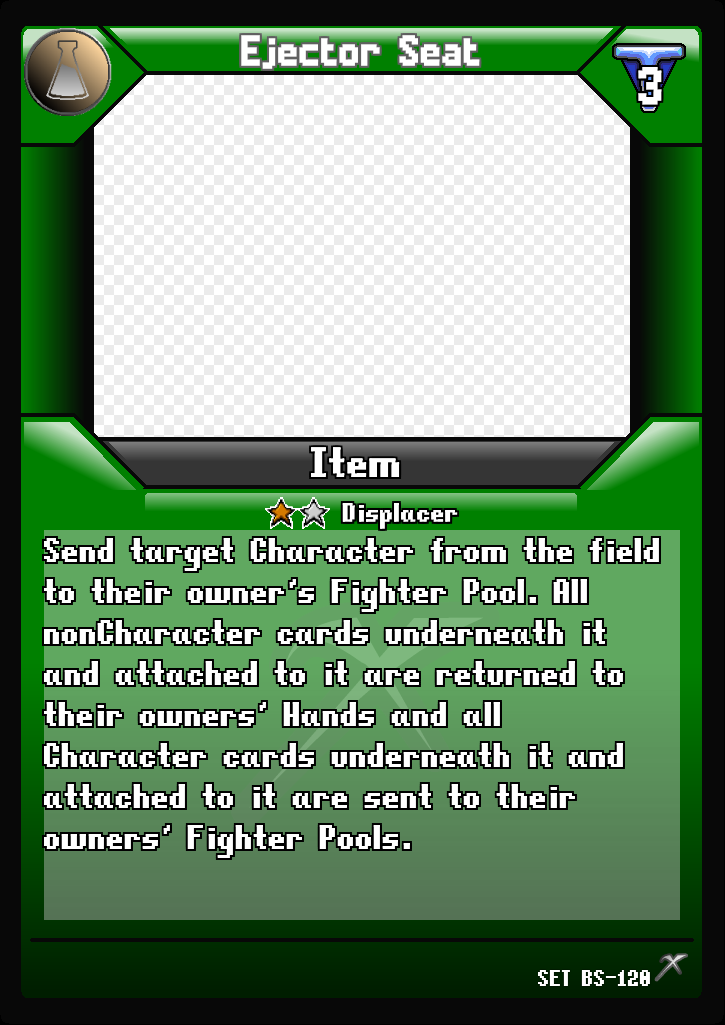 Ejector Seat
3
Item
Displacer
Send target Character from the field
to their owner's Fighter Pool. All
nonCharacter cards underneath it
and attached to it are returned to
their owners' Hands and all
Character cards underneath it and
attached to it are sent to their
owners' Fighter Pools.
SET BS-120